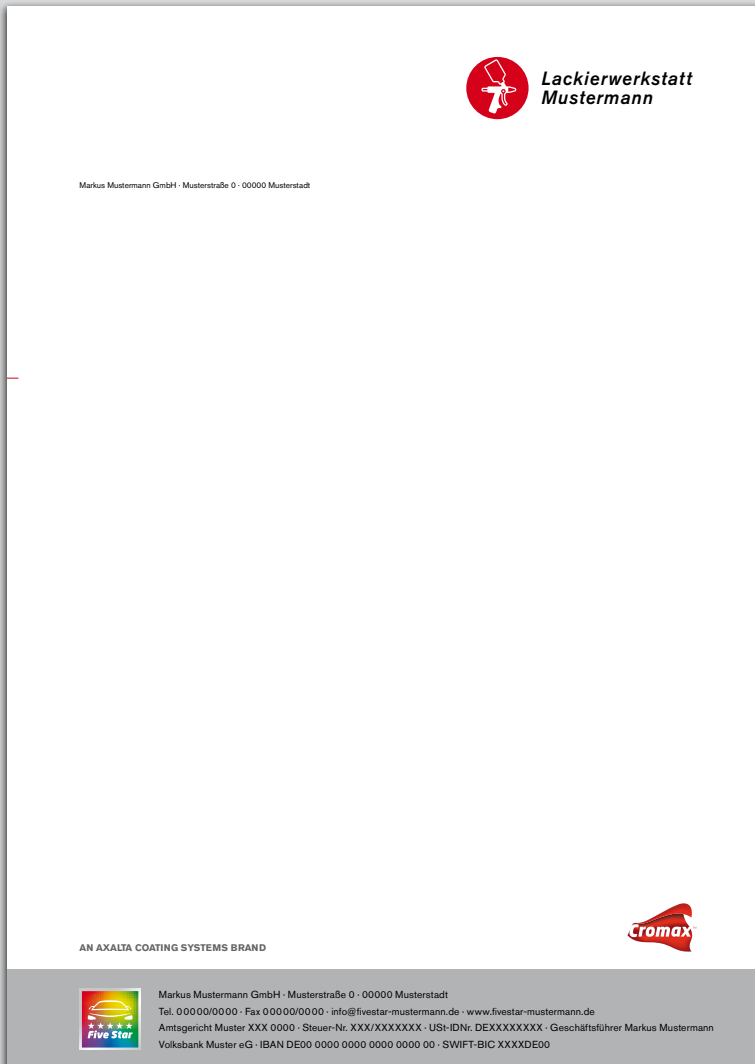 Lackierwerkstatt
Mustermann
Markus Mustermann GmbH · Musterstraße 0 · 00000 Musterstadt
Cromax
AN AXALTA COATING SYSTEMS BRAND
Five Star
Markus Mustermann GmbH · Musterstraße 0 · 00000 Musterstadt
Tel. 00000/0000 · Fax 00000/0000 · info@fivestar-mustermann.de · www.fivestar-mustermann.de
Amtsgericht Muster XXX 0000 · Steuer-Nr. XXX/XXXXXXX · USt-IDNr. DEXXXXXXXX · Geschäftsführer Markus Mustermann
Volksbank Muster eG · IBAN DE00 0000 0000 0000 0000 00 · SWIFT-BIC XXXXDE00